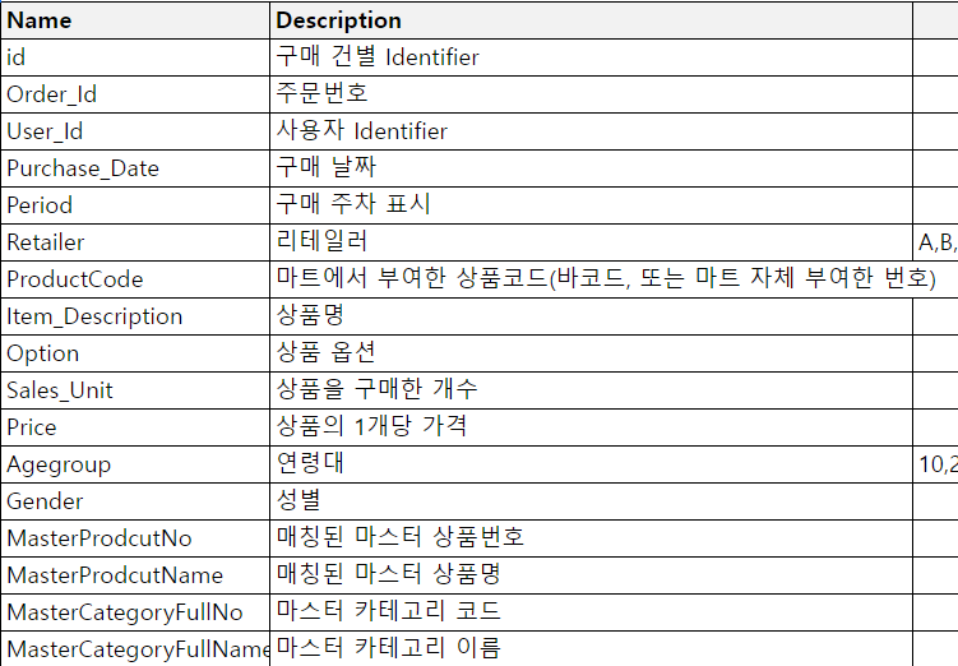 Name Description
id 구매 건별 Identifier
Order_Id 주문번호
User_Id 사용자 Identifier
Purchase_Date 구매 날짜
Period 구매 주차 표시
Retailer 리테일러 A,B,
ProductCode 마트에서 부여한 상품코드(바코드, 또는 마트 자체 부여한 번호)
Item_Description 상품명
Option 상품 옵션
Sales_Unit 상품을 구매한 개수
Price 상품의 1개당 가격
Agegroup 연령대 10,2
Gender 성별
MasterProdcutNo 매칭된 마스터 상품번호
MasterProdcutName 매칭된 마스터 상품명
MasterCategoryFullNo 마스터 카테고리 코드
MasterCategoryFullName 마스터 카테고리 이름